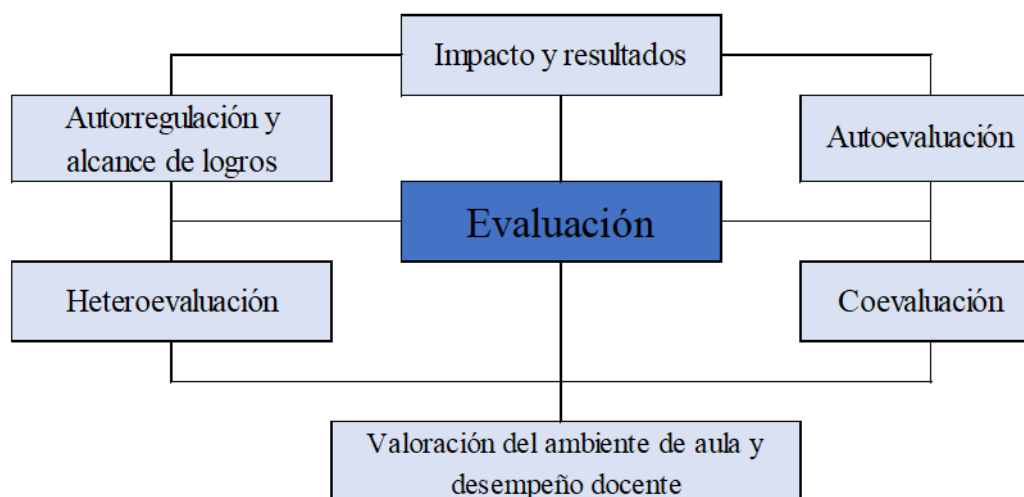 Impacto y resultados
Autorregulación y
alcance de logros
Autoevaluación
Evaluación
Heteroevaluación
Coevaluación
Valoración del ambiente de aula y
desempeño docente